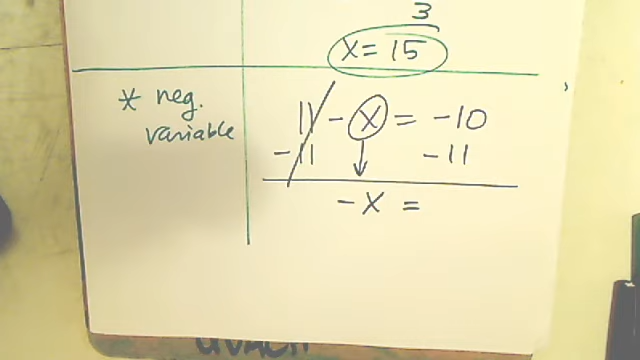 3
x = 15
* neg.
variable
11 - x = -10
-11 -11
-x =